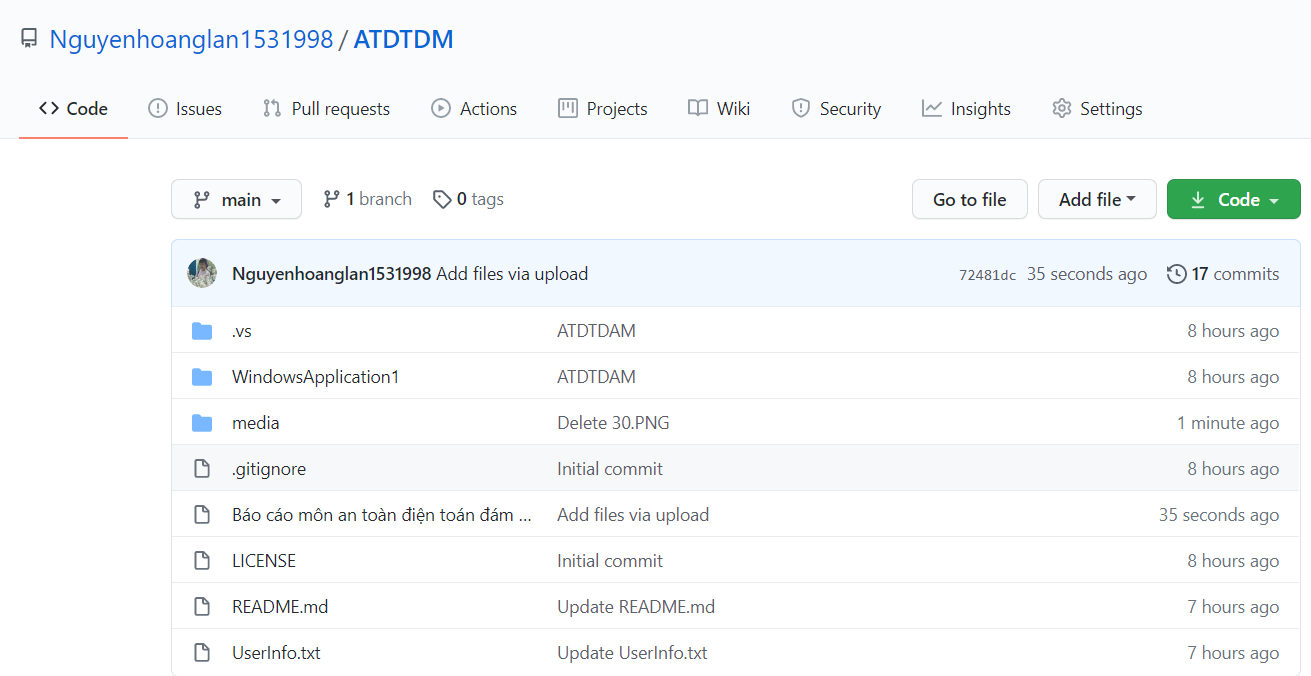 Nguyenhoanglan1531998 / ATDTDM
Code Issues Pull requests Actions Projects Wiki Security Insights Settings
main 1 branch 0 tags Go to file Add file Code
Nguyenhoanglan1531998 Add files via upload 72481dc 35 seconds ago 17 commits
.vs ATDTDAM 8 hours ago
WindowsApplication1 ATDTDAM 8 hours ago
media Delete 30.PNG 1 minute ago
.gitignore Initial commit 8 hours ago
Báo cáo môn an toàn điện toán đám ... Add files via upload 35 seconds ago
LICENSE Initial commit 8 hours ago
README.md Update README.md 7 hours ago
UserInfo.txt Update UserInfo.txt 7 hours ago